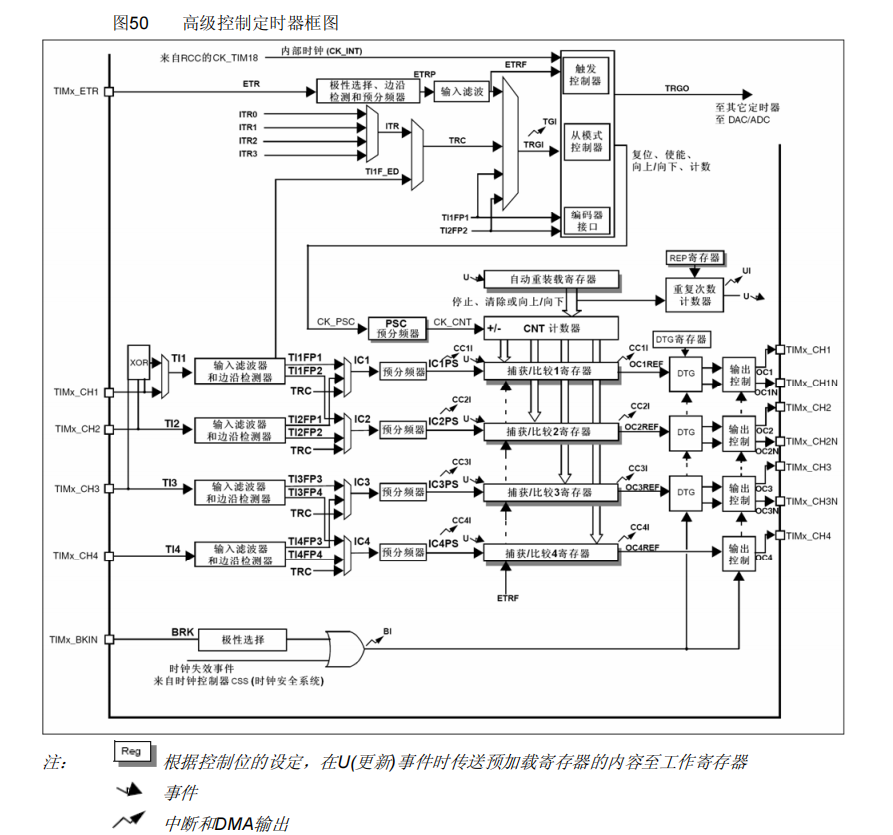 图50 高级控制定时器框图
来自RCC的CK_TIM18
内部时钟 (CK_INT)
TIMx_ETR
ETR
极性选择、边沿
检测和预分频器
ETRP
输入滤波
ETRF
触发
控制器
TRGO
至其它定时器
至 DAC/ADC
ITR0
ITR1
ITR2
ITR3
ITR
TI1F_ED
TRC
TGI
TRGI
从模式
控制器
复位、使能、
向上/向下、计数
TI1FP1
TI2FP2
编码器
接口
U
自动重装载寄存器
停止、清除或向上/向下
REP寄存器
重复次数
计数器
UI
U
CK_PSC
PSC
预分频器
CK_CNT
+/-
CNT 计数器
DTG寄存器
XOR
TI1
输入滤波器
和边沿检测器
TI1FP1
TI1FP2
TRC
IC1
预分频器
IC1PS
CC1I
U
捕获/比较1寄存器
CC1I
OC1REF
DTG
输出
控制
OC1
OC1N
TIMx_CH1
TIMx_CH1N
TIMx_CH1
TIMx_CH2
TI2
输入滤波器
和边沿检测器
TI2FP1
TI2FP2
TRC
IC2
预分频器
IC2PS
CC2I
U
捕获/比较2寄存器
CC2I
OC2REF
DTG
输出
控制
OC2
OC2N
TIMx_CH2
TIMx_CH2N
TIMx_CH3
TI3
输入滤波器
和边沿检测器
TI3FP3
TI3FP4
TRC
IC3
预分频器
IC3PS
CC3I
U
捕获/比较3寄存器
CC3I
OC3REF
DTG
输出
控制
OC3
OC3N
TIMx_CH3
TIMx_CH3N
TIMx_CH4
TI4
输入滤波器
和边沿检测器
TI4FP3
TI4FP4
TRC
IC4
预分频器
IC4PS
CC4I
U
捕获/比较4寄存器
CC4I
OC4REF
输出
控制
OC4
TIMx_CH4
ETRF
TIMx_BKIN
BRK
极性选择
BI
时钟失效事件
来自时钟控制器 CSS (时钟安全系统)
注： Reg 根据控制位的设定，在U(更新)事件时传送预加载寄存器的内容至工作寄存器
事件
中断和DMA输出